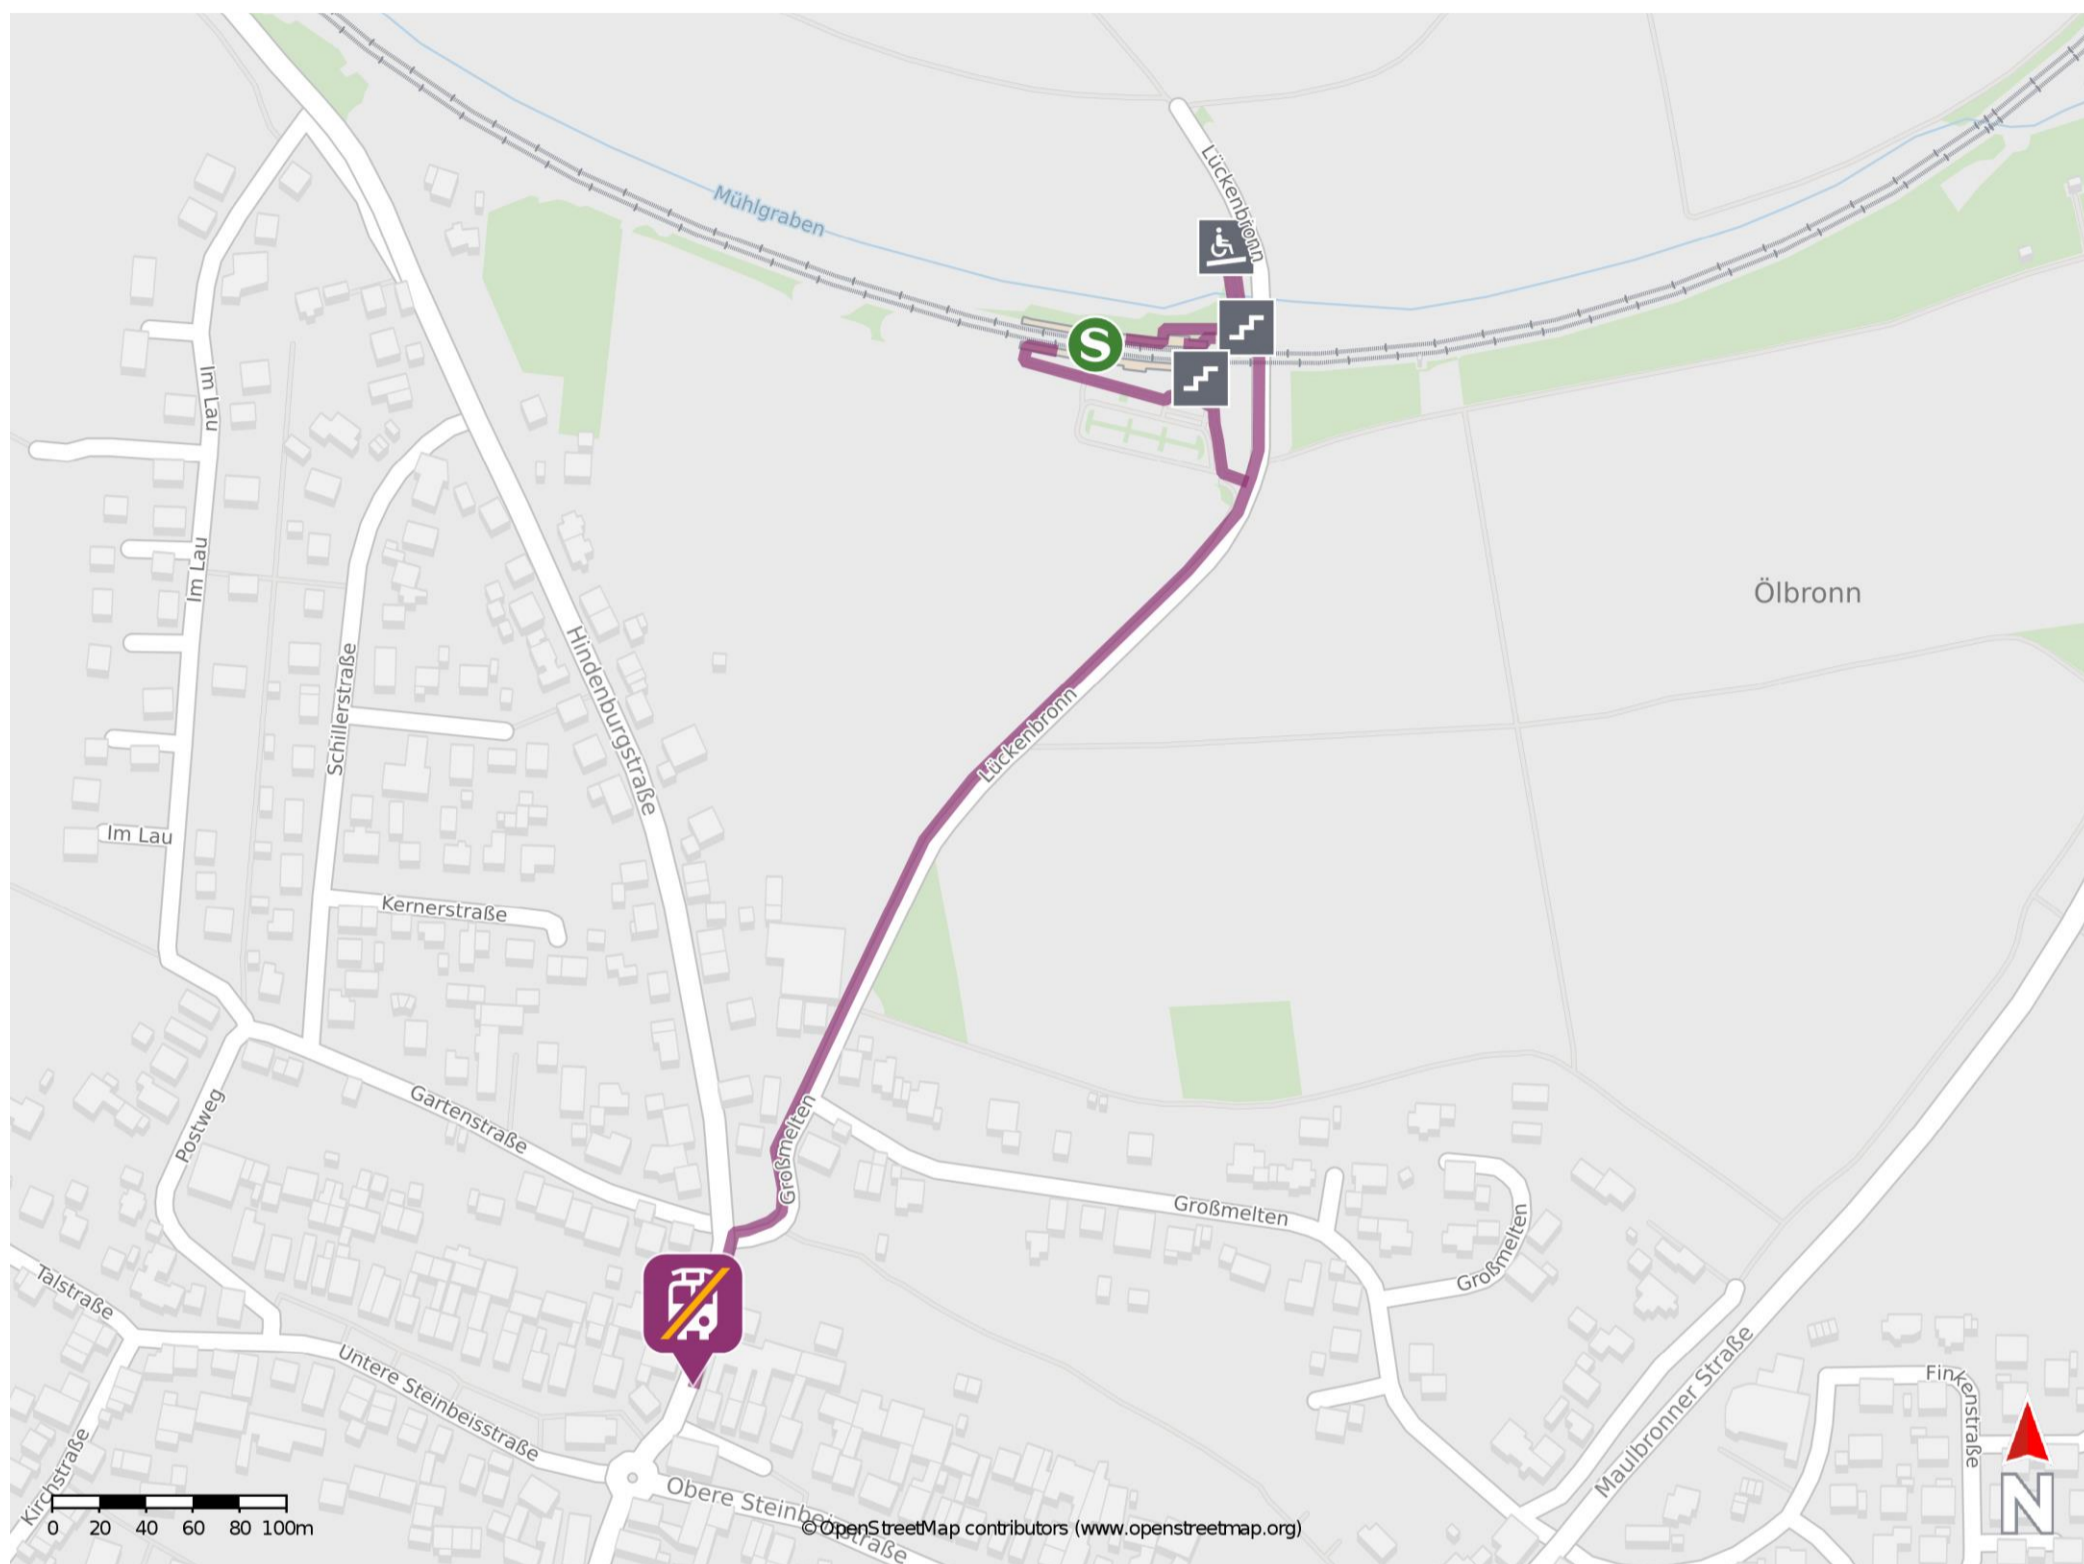 Lückenbronn
Mühlgraben
S
Im Lau
Im Lau
Hindenburgstraße
Ölbronn
Schillerstraße
Lückenbronn
Im Lau
Kernerstraße
Gartenstraße
Postweg
Großmelten
Großmelten
Großmelten
Talstraße
Untere Steinbeisstraße
Maulbronner Straße
Finkenstraße
Kirchstraße
Obere Steinbeisstraße
0 20 40 60 80 100m
© OpenStreetMap contributors (www.openstreetmap.org)
N